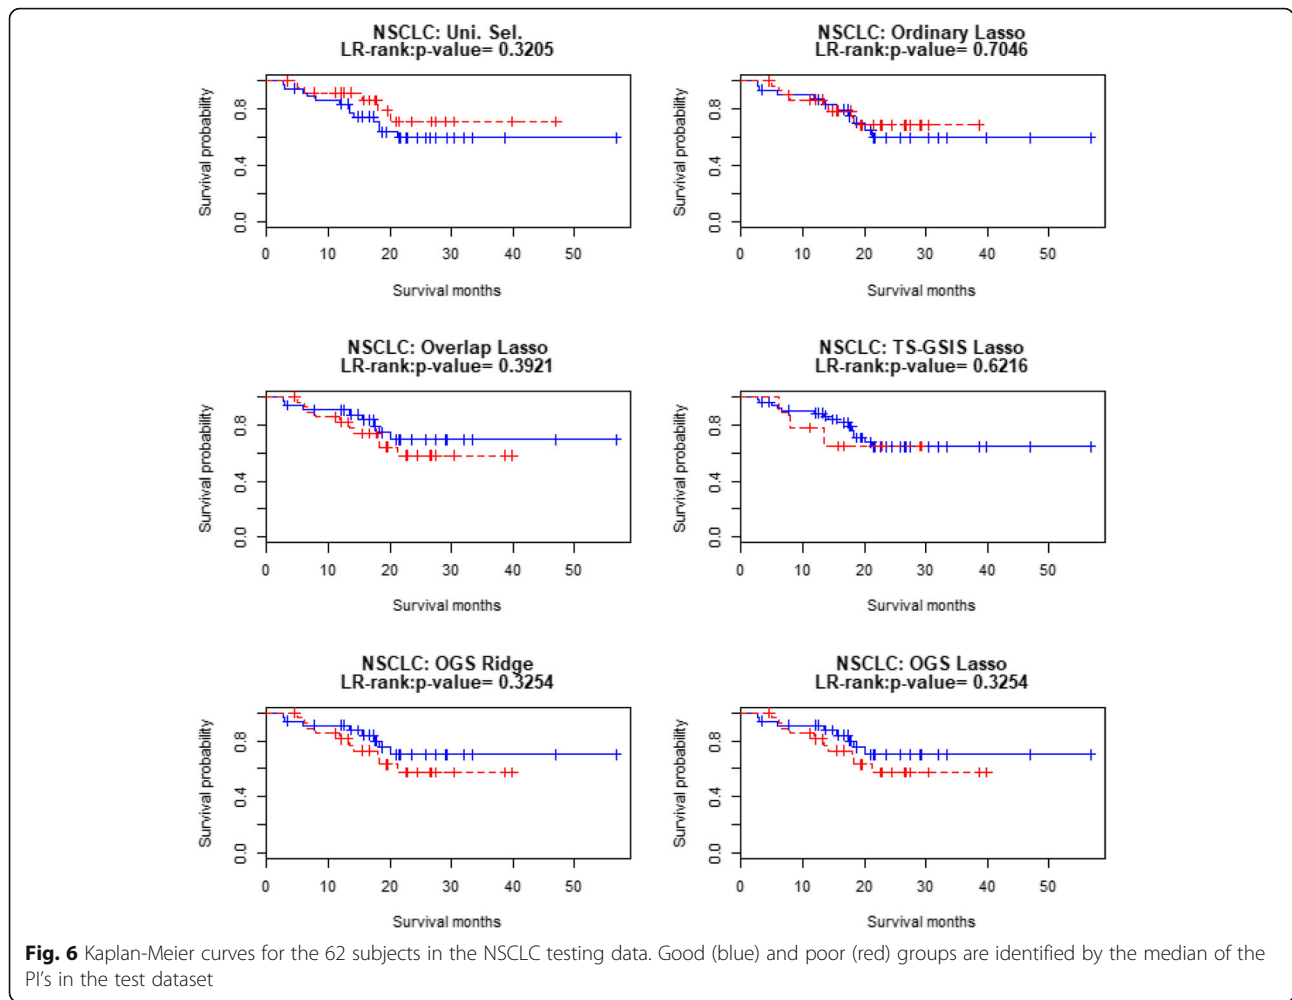 NSCLC: Uni. Sel.
LR-rank:p-value= 0.3205
Survival probability
0.0 0.4 0.8
0 10 20 30 40 50
Survival months
NSCLC: Ordinary Lasso
LR-rank:p-value= 0.7046
Survival probability
0.0 0.4 0.8
0 10 20 30 40 50
Survival months
NSCLC: Overlap Lasso
LR-rank:p-value= 0.3921
Survival probability
0.0 0.4 0.8
0 10 20 30 40 50
Survival months
NSCLC: TS-GSIS Lasso
LR-rank:p-value= 0.6216
Survival probability
0.0 0.4 0.8
0 10 20 30 40 50
Survival months
NSCLC: OGS Ridge
LR-rank:p-value= 0.3254
Survival probability
0.0 0.4 0.8
0 10 20 30 40 50
Survival months
NSCLC: OGS Lasso
LR-rank:p-value= 0.3254
Survival probability
0.0 0.4 0.8
0 10 20 30 40 50
Survival months
Fig. 6 Kaplan-Meier curves for the 62 subjects in the NSCLC testing data. Good (blue) and poor (red) groups are identified by the median of the
PI's in the test dataset